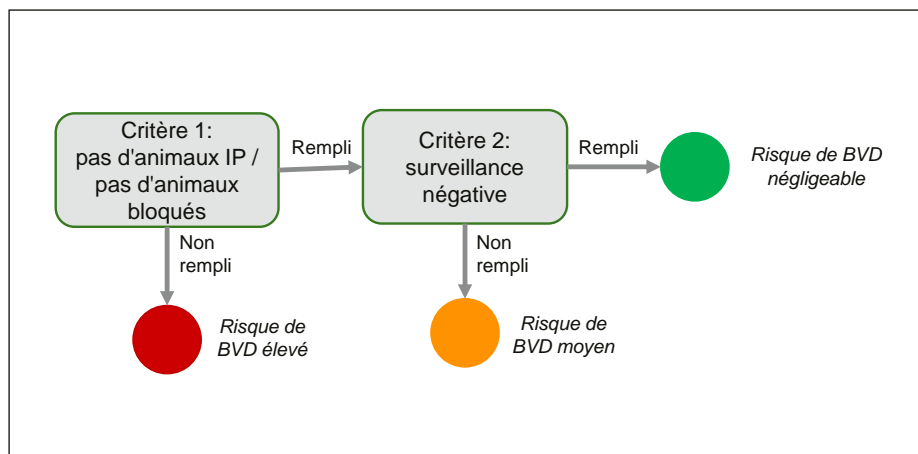 Critère 1:
pas d'animaux IP /
pas d'animaux
bloqués
Rempli
Critère 2:
surveillance
négative
Rempli
Risque de BVD
négligeable
Non
rempli
Non
rempli
Risque de
BVD élevé
Risque de
BVD moyen